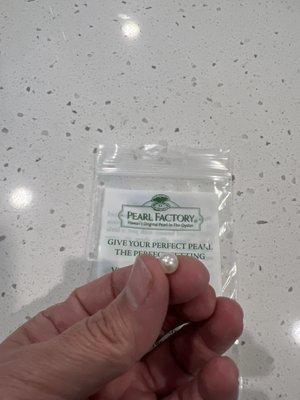 PEARL FACTORY
Hawaii's Original Pearl-In-The-Oyster
GIVE YOUR PERFECT PEARL
THE PERFECT SETTING